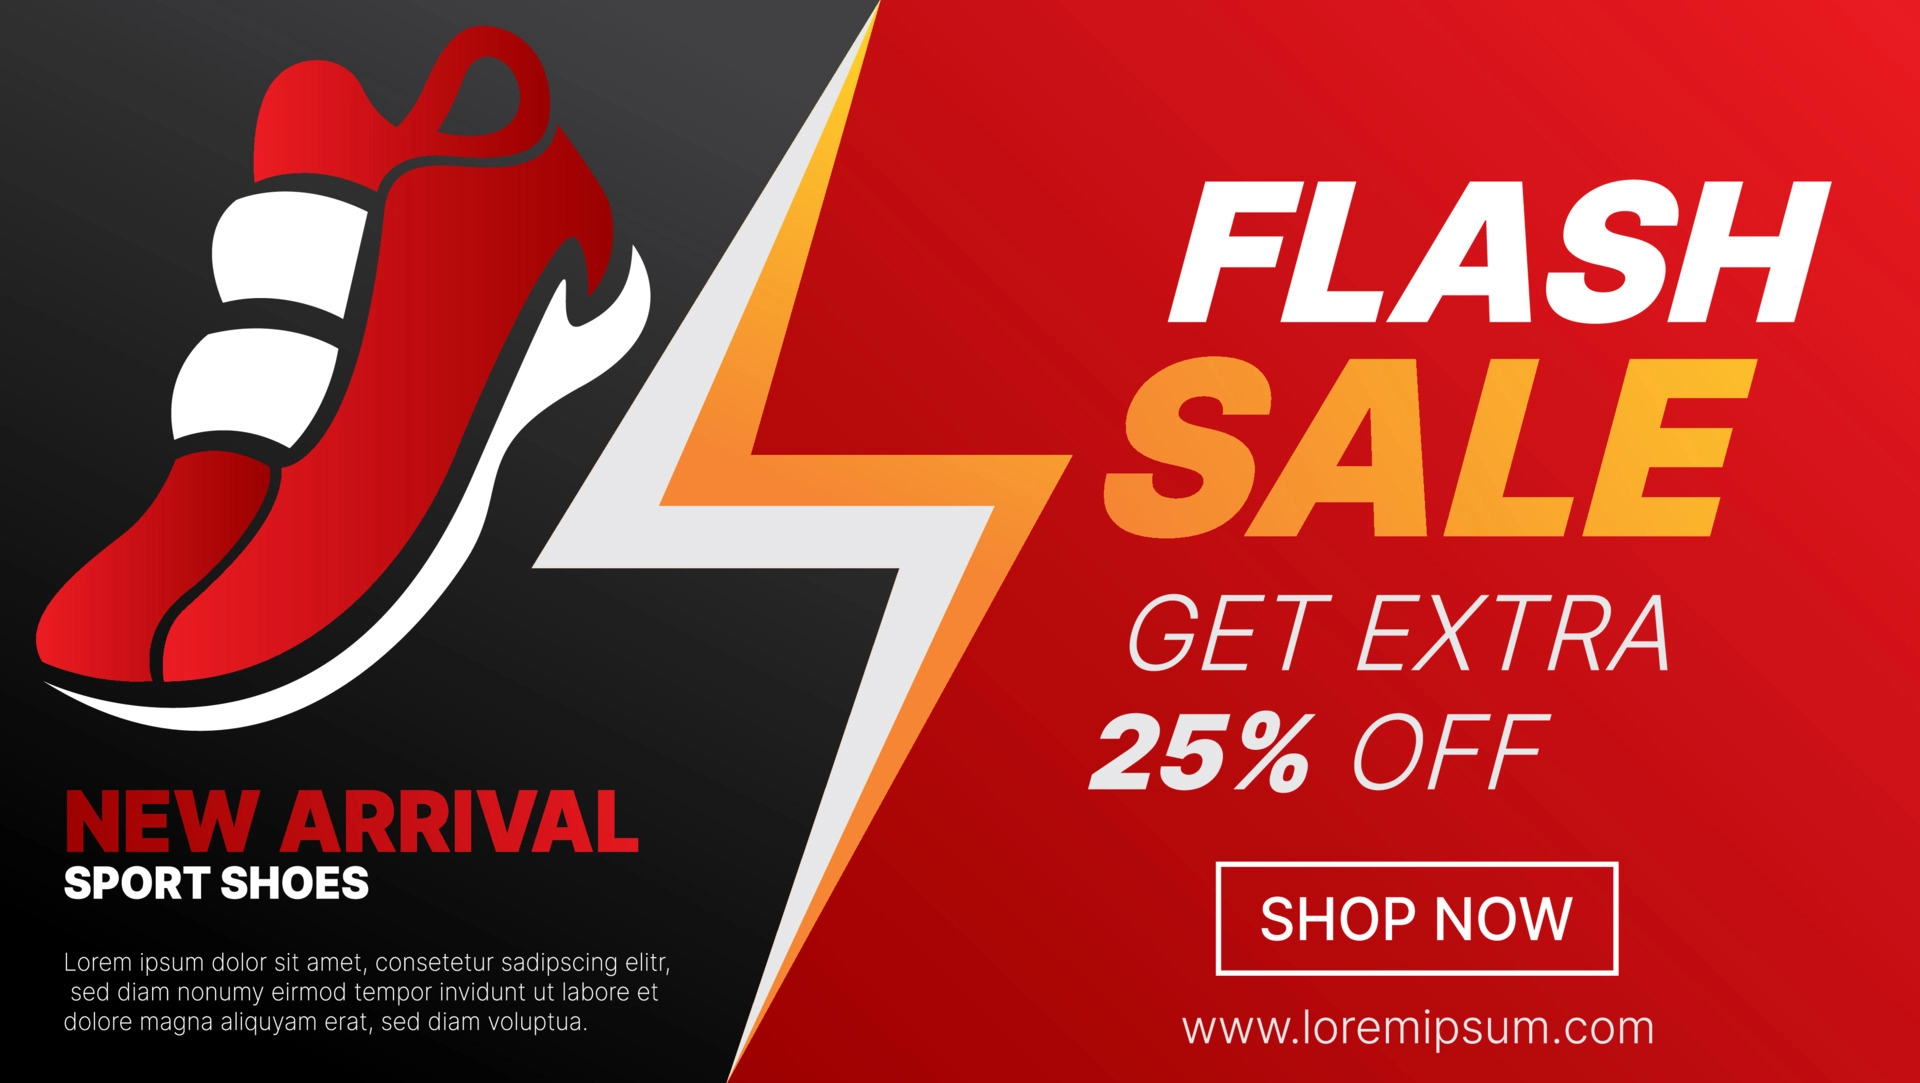 FLASH
SALE
GET EXTRA
25% OFF
SHOP NOW
www.loremipsum.com
NEW ARRIVAL
SPORT SHOES
Lorem ipsum dolor sit amet, consetetur sadipscing elitr,
sed diam nonumy eirmod tempor invidunt ut labore et
dolore magna aliquyam erat, sed diam voluptua.